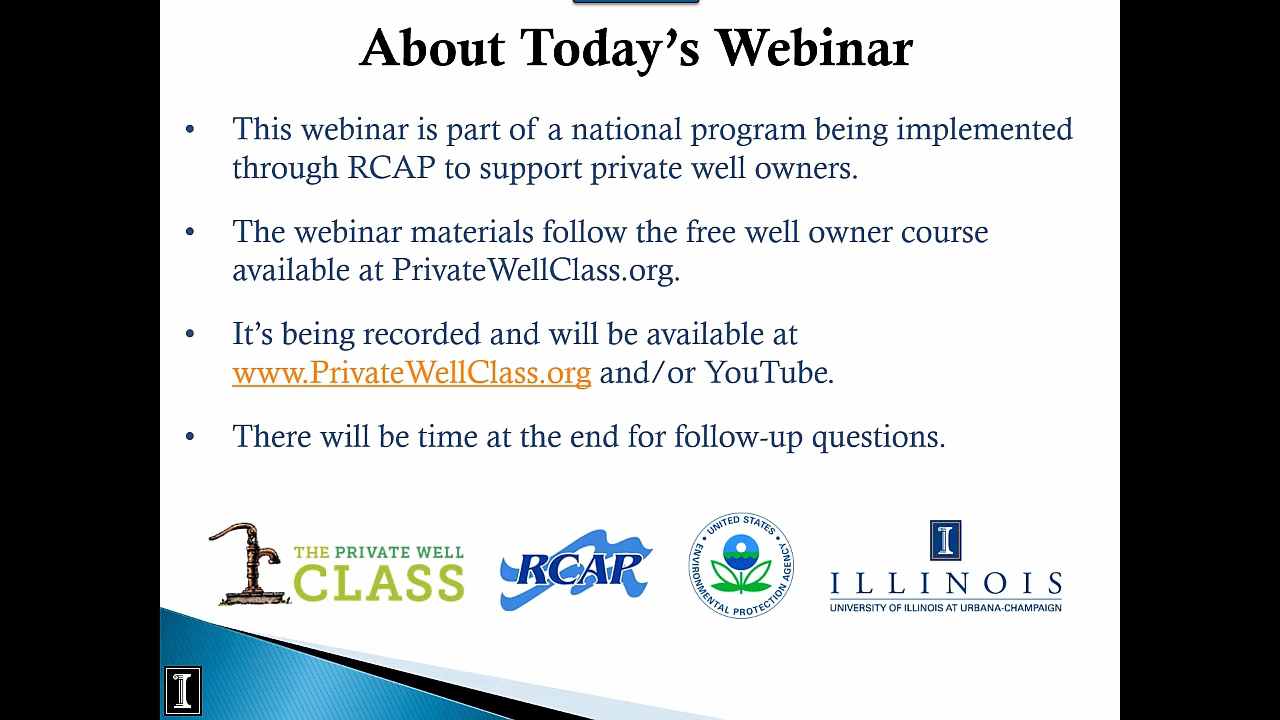 About Today's Webinar
• This webinar is part of a national program being implemented
through RCAP to support private well owners.
• The webinar materials follow the free well owner course
available at PrivateWellClass.org.
• It's being recorded and will be available at
www.PrivateWellClass.org and/or YouTube.
• There will be time at the end for follow-up questions.
THE PRIVATE WELL
CLASS
RCAP
UNITED STATES
ENVIRONMENTAL PROTECTION AGENCY
I
ILLINOIS
UNIVERSITY OF ILLINOIS AT URBANA-CHAMPAIGN
I